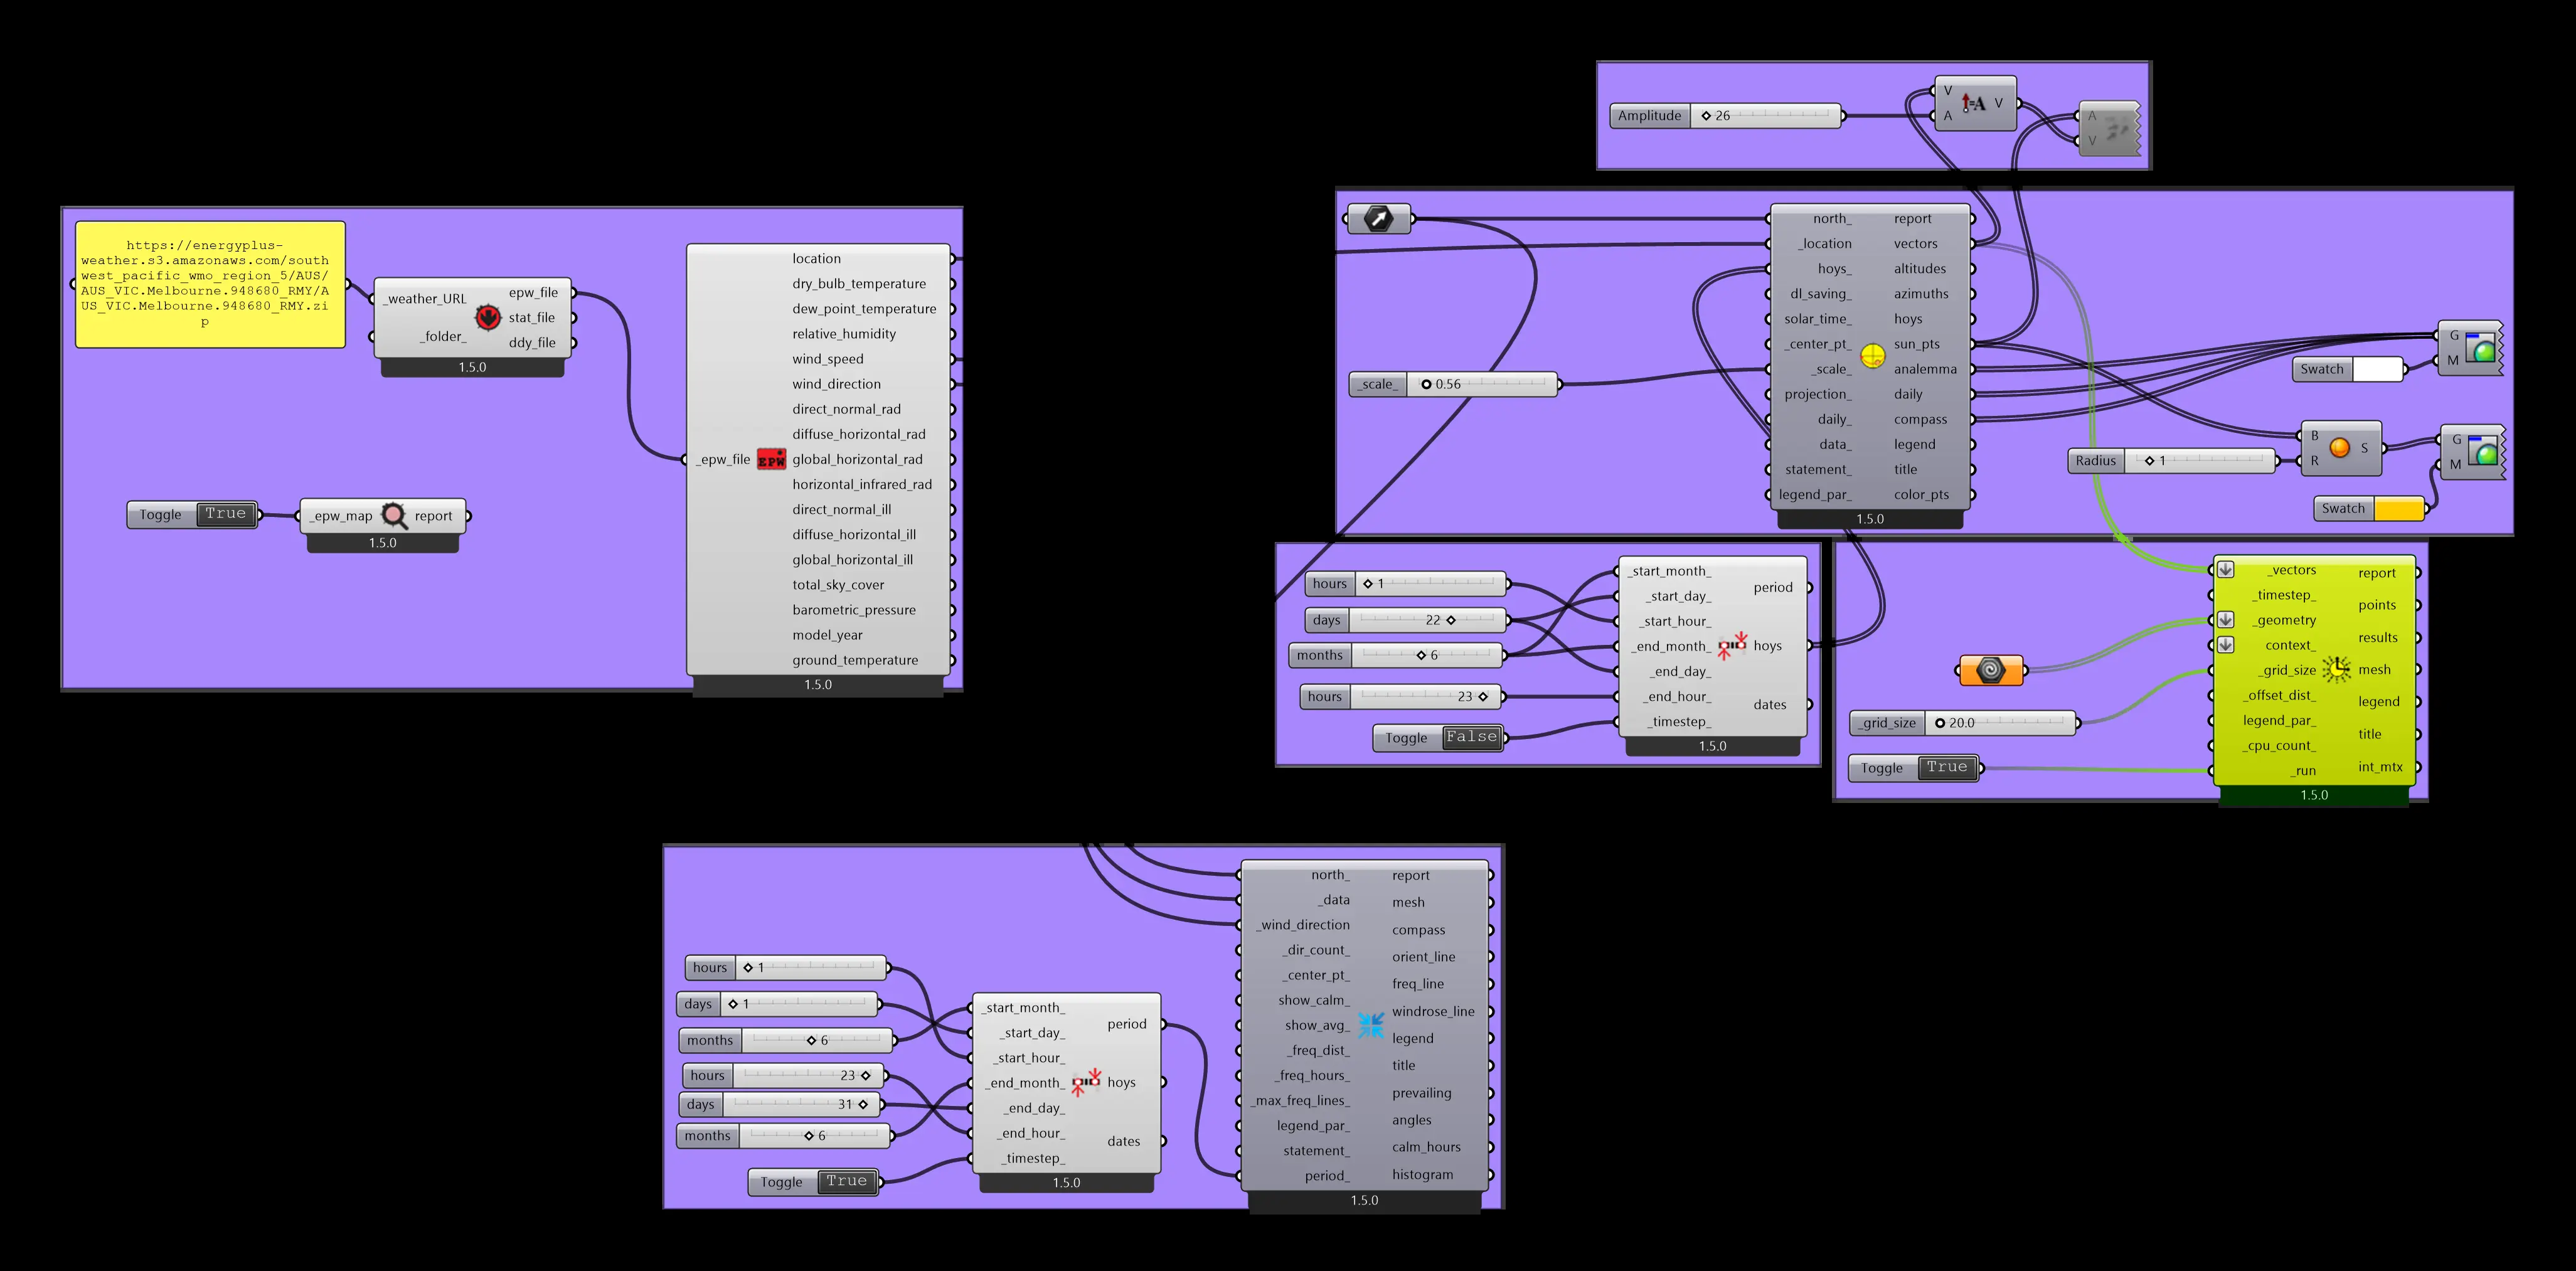 https://energyplus-
weather.s3.amazonaws.com/south
west_pacific_wmo_region_5/AUS/
AUS_VIC.Melbourne.948680_RMY/A
US_VIC.Melbourne.948680_RMY.zi
p
_weather_URL
_folder_
epw_file
stat_file
ddy_file
1.5.0
Toggle True
_epw_map report
1.5.0
_epw_file
EPW
location
dry_bulb_temperature
dew_point_temperature
relative_humidity
wind_speed
wind_direction
direct_normal_rad
diffuse_horizontal_rad
global_horizontal_rad
horizontal_infrared_rad
direct_normal_ill
diffuse_horizontal_ill
global_horizontal_ill
total_sky_cover
barometric_pressure
model_year
ground_temperature
1.5.0
Amplitude 26
V =A V
A
A
V
_scale_ 0.56
north_ report
_location vectors
hoys_ altitudes
dl_saving_ azimuths
solar_time_ hoys
_center_pt_ sun_pts
_scale_ analemma
projection_ daily
daily_ compass
data_ legend
statement_ title
legend_par_ color_pts
1.5.0
G
M
Swatch
Radius 1
B S
R
G
M
Swatch
hours 1
days 22
months 6
hours 23
Toggle False
_start_month_
_start_day_
_start_hour_
_end_month_
_end_day_
_end_hour_
_timestep_
period
hoys
dates
1.5.0
_grid_size 20.0
Toggle True
_vectors
_timestep_
_geometry
context_
_grid_size
_offset_dist_
legend_par_
_cpu_count_
_run
report
points
results
mesh
legend
title
int_mtx
1.5.0
hours 1
days 1
months 6
hours 23
days 31
months 6
Toggle True
_start_month_
_start_day_
_start_hour_
_end_month_
_end_day_
_end_hour_
_timestep_
period
hoys
dates
1.5.0
north_
_data
_wind_direction
_dir_count_
_center_pt_
show_calm_
show_avg_
_freq_dist_
_freq_hours_
_max_freq_lines_
legend_par_
statement_
period_
report
mesh
compass
orient_line
freq_line
windrose_line
legend
title
prevailing
angles
calm_hours
histogram
1.5.0